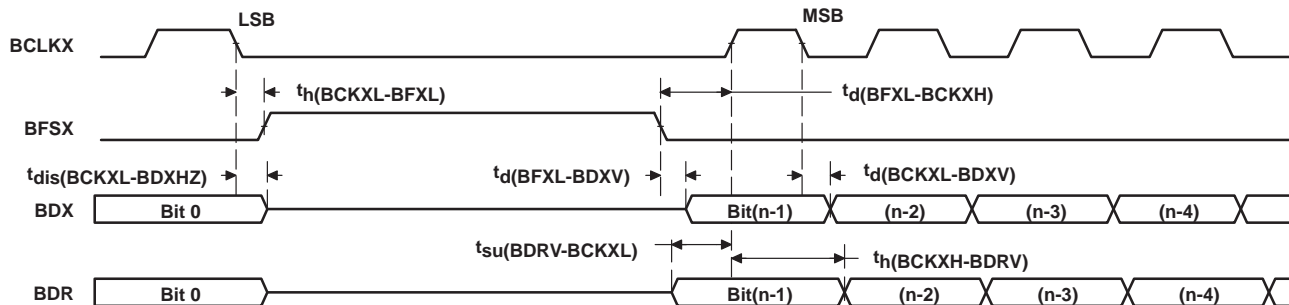 LSB
MSB
BCLKX
th(BCKXL-BFXL)
td(BFXL-BCKXH)
BFSX
tdis(BCKXL-BDXHZ)
td(BFXL-BDXV)
td(BCKXL-BDXV)
BDX
Bit 0
Bit(n-1)
(n-2)
(n-3)
(n-4)
tsu(BDRV-BCKXL)
th(BCKXH-BDRV)
BDR
Bit 0
Bit(n-1)
(n-2)
(n-3)
(n-4)